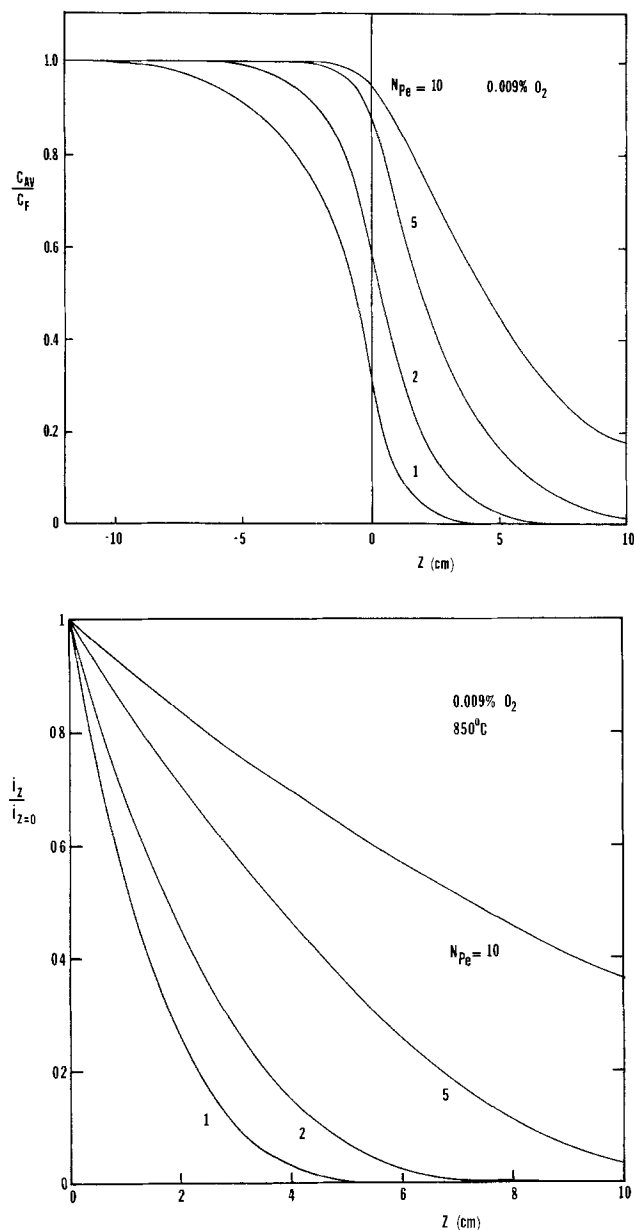 1.0
N_Pe = 10 0.009% O_2
0.8
C_AV
C_F
5
0.6
0.4
2
0.2
1
0
-10 -5 0 5 10
Z (cm)
1
0.009% O_2
0 8
850°C
i_Z
i_Z=0
0 6
N_Pe = 10
0 4
0 2
5
1
2
0
0 2 4 6 8 10
Z (cm)